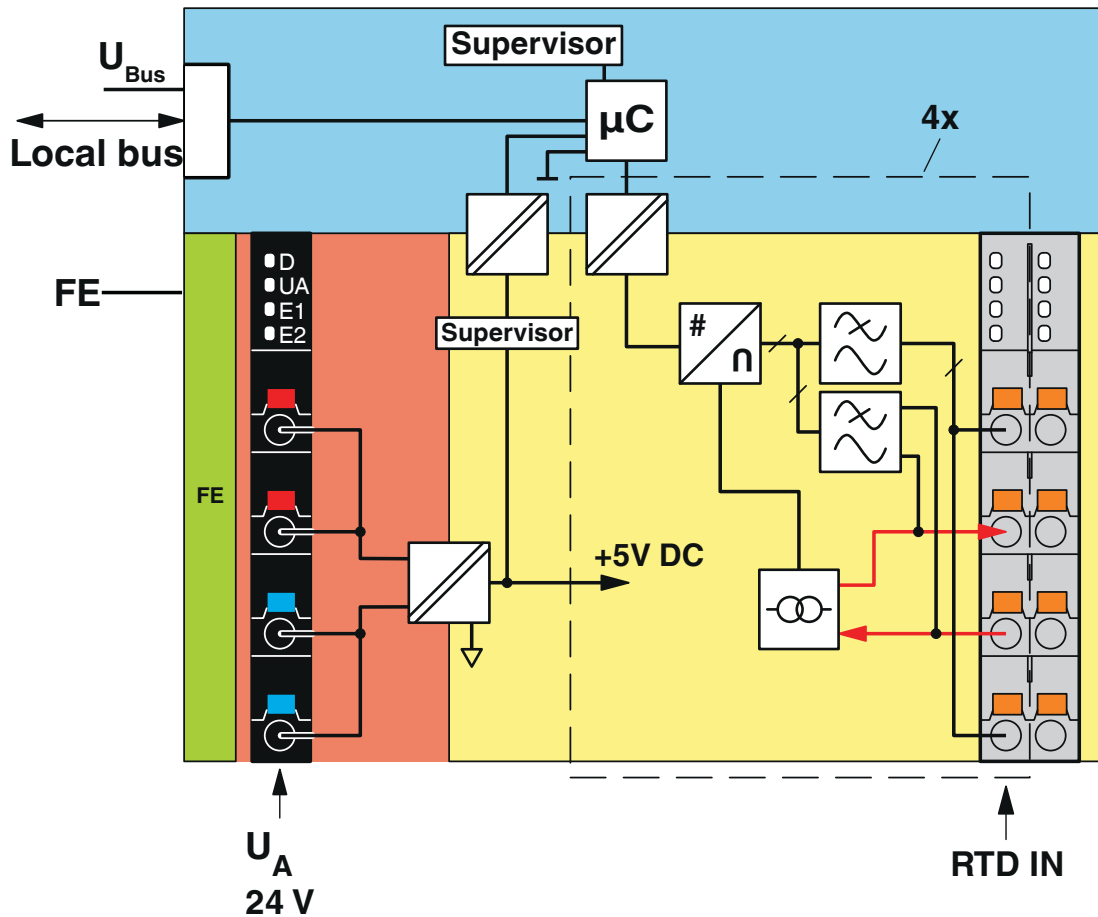 Supervisor
U Bus
µC
4x
Local bus
D
UA
FE
E1
E2
Supervisor
#
∩
FE
+5V DC
U A
24 V
RTD IN